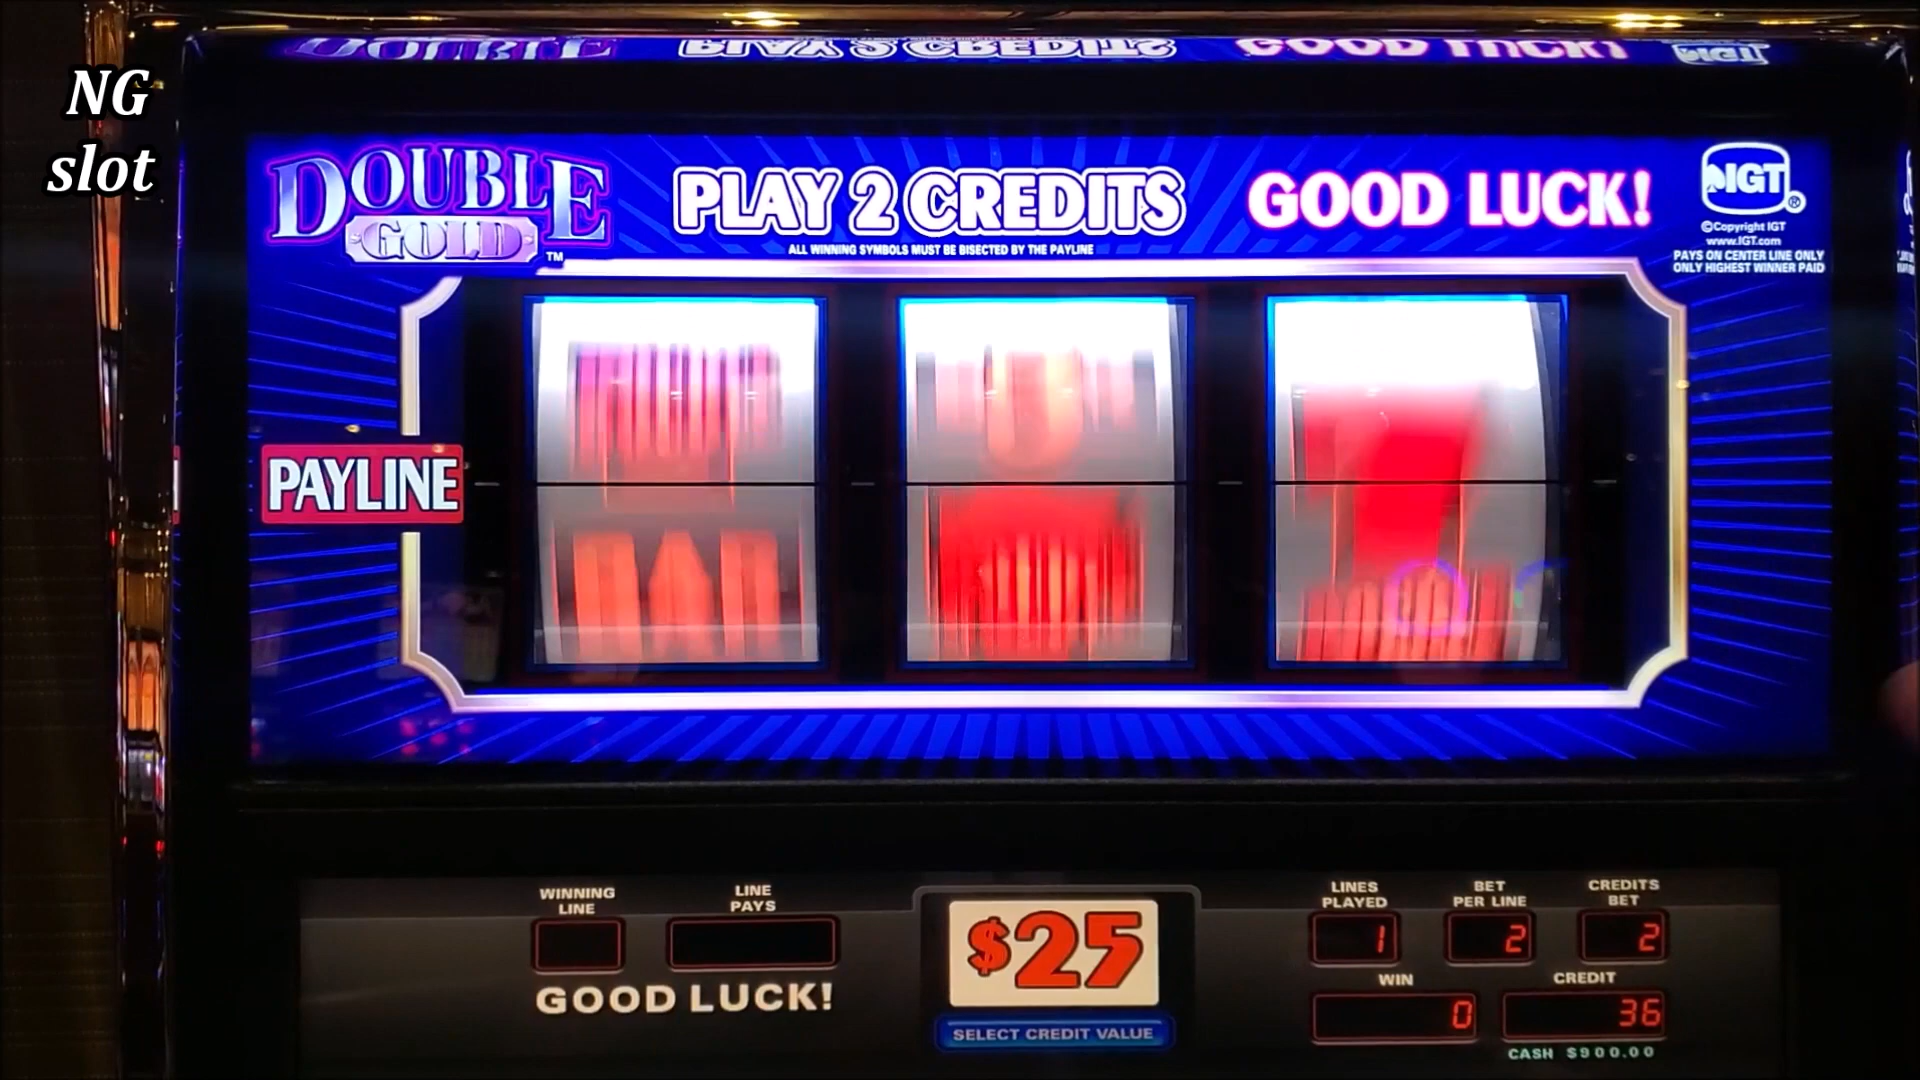 NG
slot
DOUBLE
GOLD
TM
PLAY 2 CREDITS
ALL WINNING SYMBOLS MUST BE BISECTED BY THE PAYLINE
GOOD LUCK!
IGT
®
©Copyright IGT
www.IGT.com
PAYS ON CENTER LINE ONLY
ONLY HIGHEST WINNER PAID
PAYLINE
WINNING
LINE
LINE
PAYS
GOOD LUCK!
$25
SELECT CREDIT VALUE
LINES
PLAYED
1
BET
PER LINE
2
CREDITS
BET
2
WIN
0
CREDIT
36
CASH $900.00